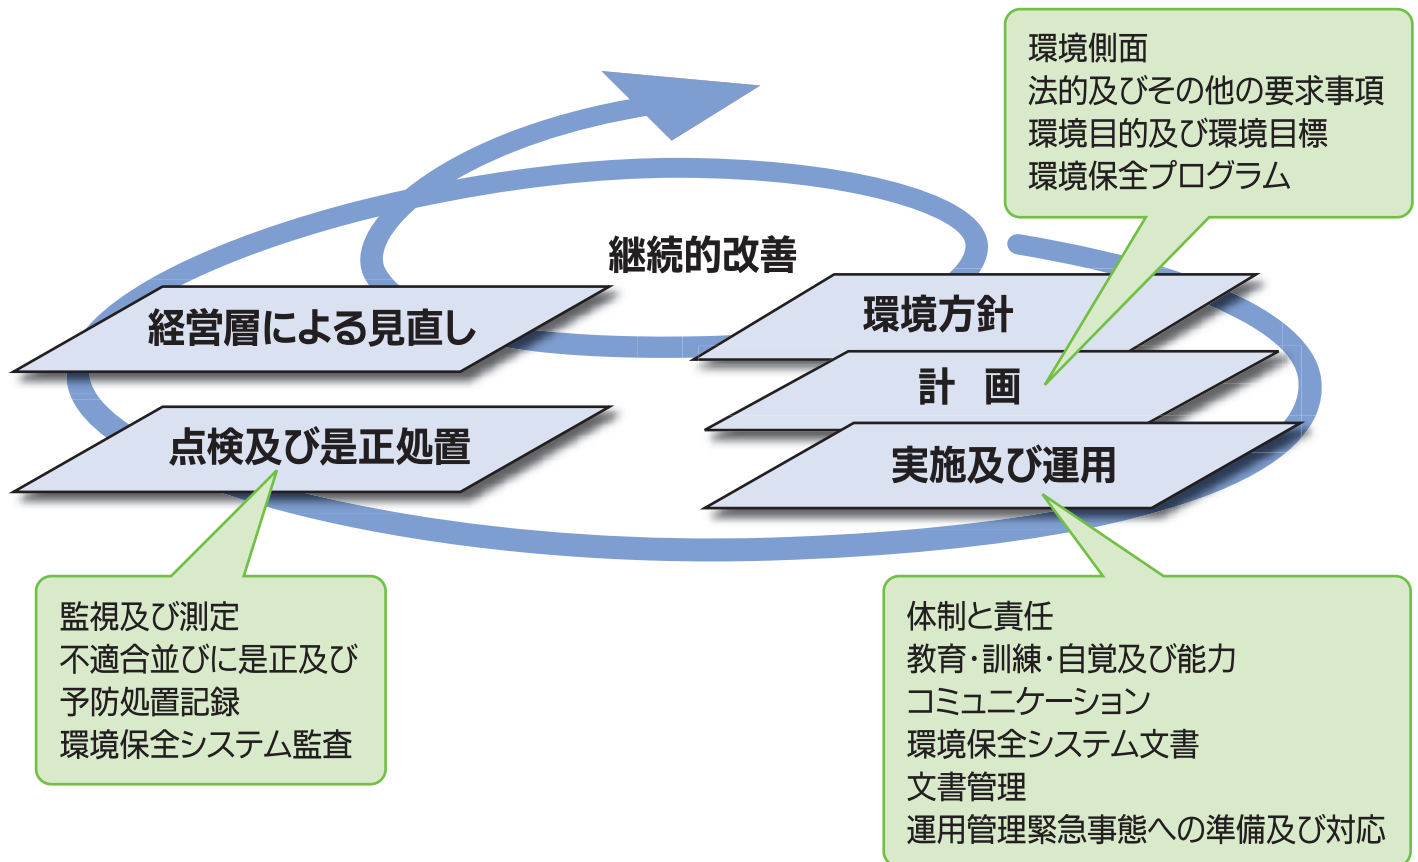 環境側面
法的及びその他の要求事項
環境目的及び環境目標
環境保全プログラム
継続的改善
環境方針
計 画
実施及び運用
経営層による見直し
点検及び是正処置
監視及び測定
不適合並びに是正及び
予防処置記録
環境保全システム監査
体制と責任
教育・訓練・自覚及び能力
コミュニケーション
環境保全システム文書
文書管理
運用管理緊急事態への準備及び対応